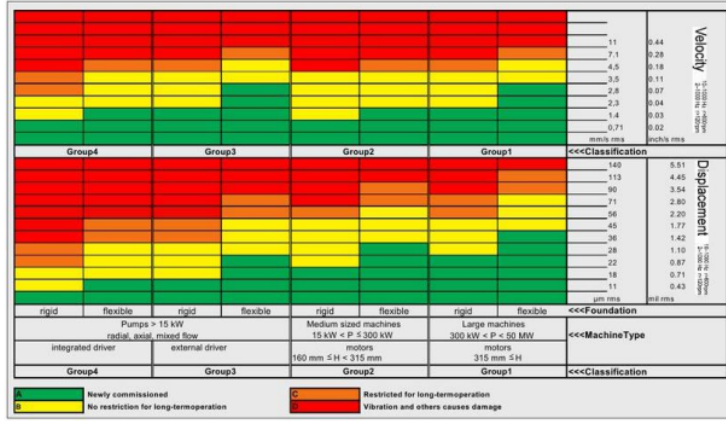 Velocity
11 0.44
7.1 0.28
4,5 0.18
3,5 0.11
2,8 0.07
2,3 0.04
1.4 0.03
0,71 0.02
mm/s rms inch/s rms
Group4 Group3 Group2 Group1 <<<Classification
Displacement
140 5.51
113 4.45
90 3.54
71 2.80
56 2.20
45 1.77
36 1.42
28 1.10
22 0.87
18 0.71
11 0.43
µm rms mil rms
rigid flexible rigid flexible rigid flexible rigid flexible <<<Foundation
Pumps > 15 kW Medium sized machines Large machines
radial, axial, mixed flow 15 kW < P ≤ 300 kW 300 kW < P < 50 MW <<<MachineType
integrated driver external driver motors motors
160 mm ≤ H < 315 mm 315 mm ≤ H
Group4 Group3 Group2 Group1 <<<Classification
A Newly commissioned C Restricted for long-termoperation
B No restriction for long-termoperation D Vibration and others causes damage